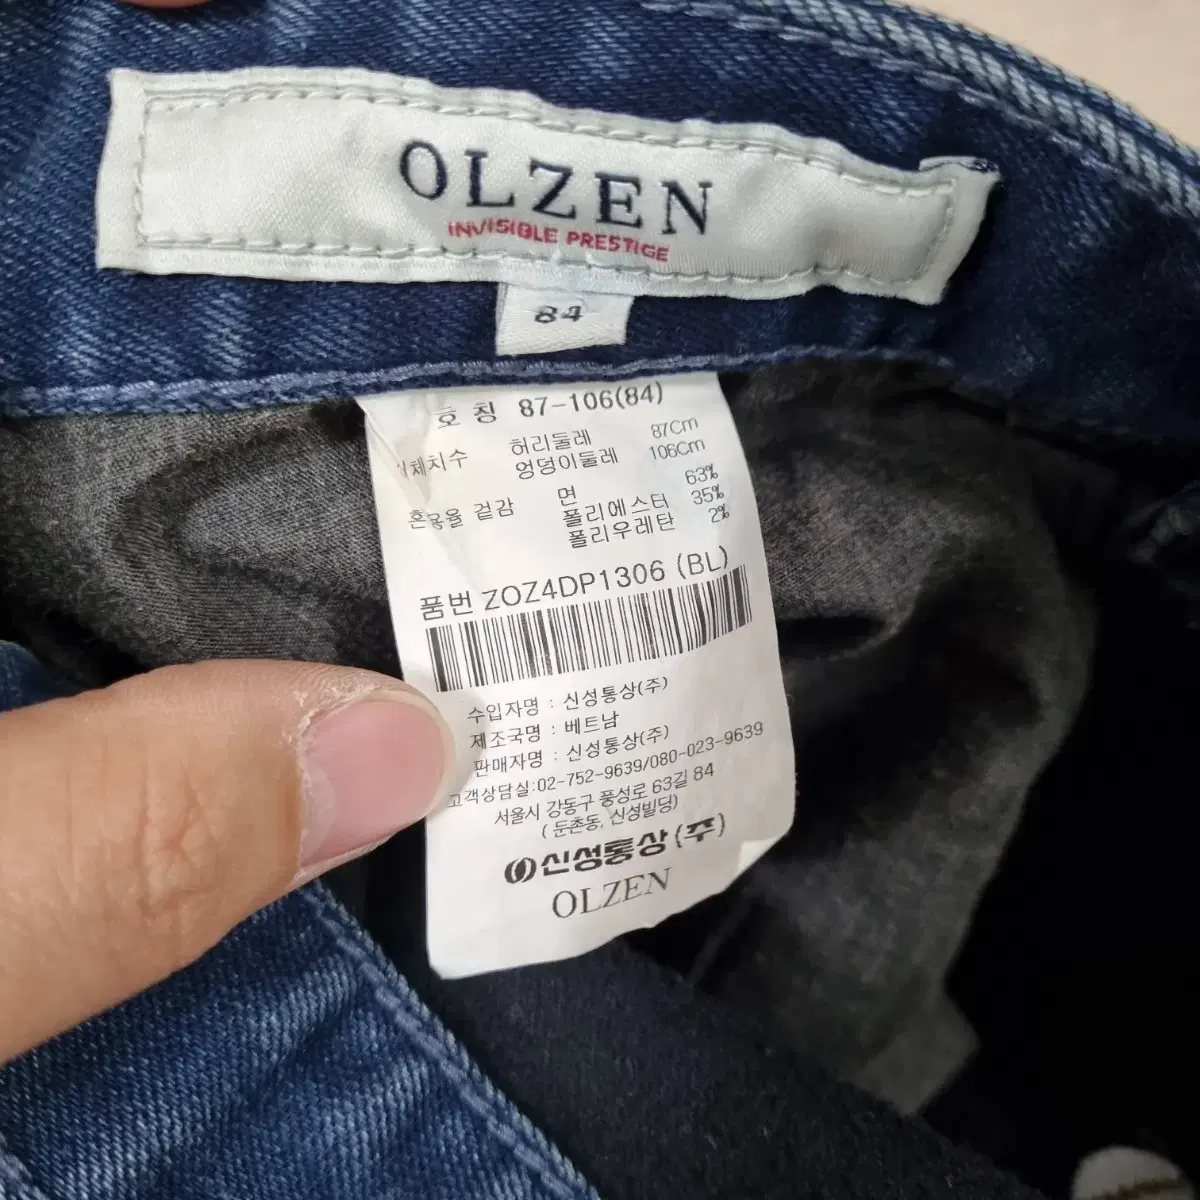 OLZEN
INVISIBLE PRESTIGE
84
호 칭 87-106(84)
신체치수 허리둘레 87Cm
엉덩이둘레 106Cm
혼용율 겉감 면 63%
폴리에스터 35%
폴리우레탄 2%
품번 ZOZ4DP1306 (BL)
수입자명 : 신성통상(주)
제조국명 : 베트남
판매자명 : 신성통상(주)
고객상담실:02-752-9639/080-023-9639
서울시 강동구 풍성로 63길 84
( 둔촌동, 신성빌딩)
신성통상(주)
OLZEN